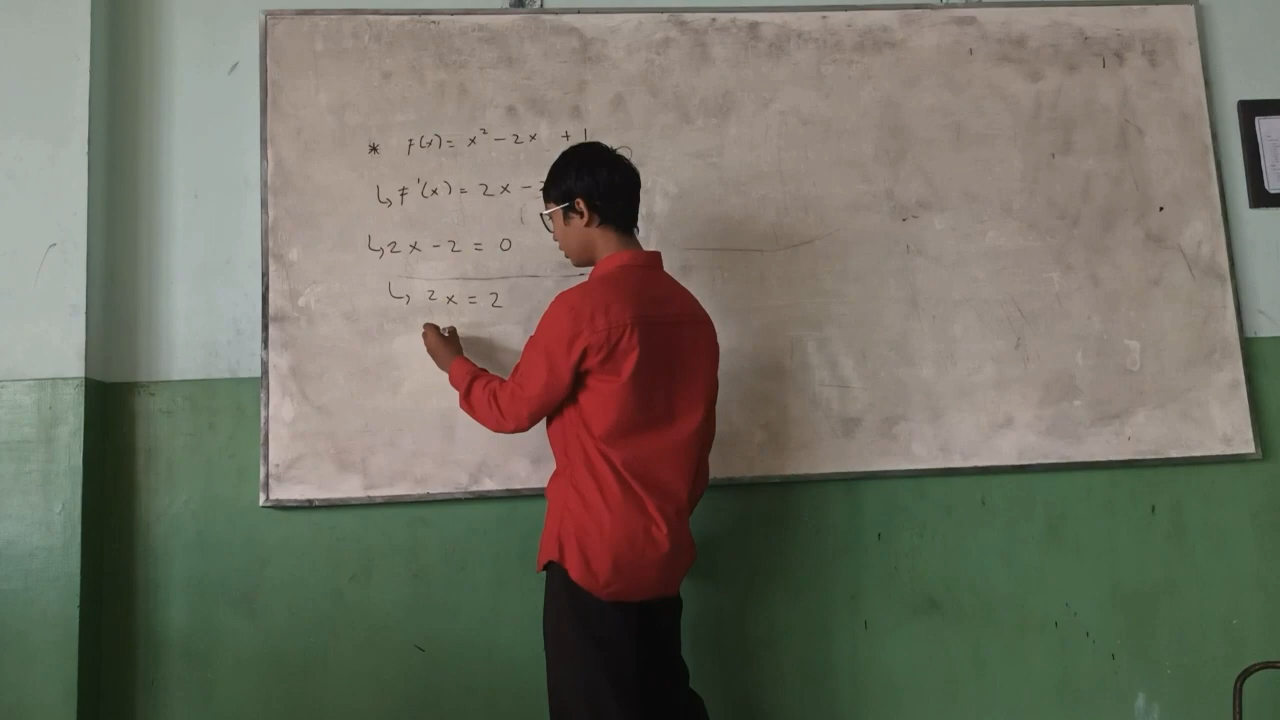 * F(x) = x² - 2x + 1
↳ F'(x) = 2x -
↳ 2x - 2 = 0
↳ 2x = 2